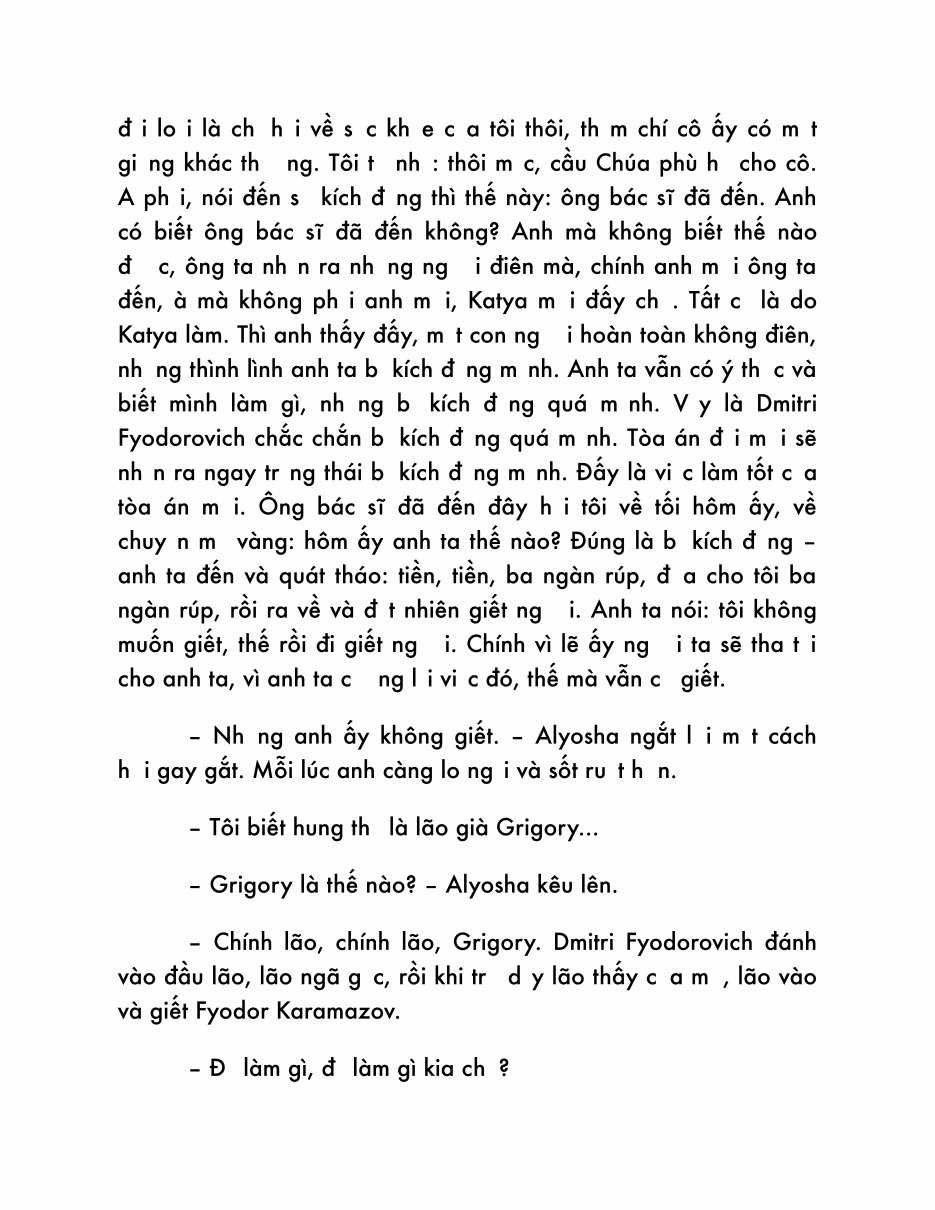 đ i lo i là ch h i về s c kh e c a tôi thôi, th m chí cô ấy có m t
gi ng khác th ng. Tôi t nh : thôi m c, cầu Chúa phù h cho cô.
A ph i, nói đến s kích đ ng thì thế này: ông bác sĩ đã đến. Anh
có biết ông bác sĩ đã đến không? Anh mà không biết thế nào
đ c, ông ta nh n ra nh ng ng i điên mà, chính anh m i ông ta
đến, à mà không ph i anh m i, Katya m i đấy ch . Tất c là do
Katya làm. Thì anh thấy đấy, m t con ng i hoàn toàn không điên,
nh ng thình lình anh ta b kích đ ng m nh. Anh ta vẫn có ý th c và
biết mình làm gì, nh ng b kích đ ng quá m nh. V y là Dmitri
Fyodorovich chắc chắn b kích đ ng quá m nh. Tòa án đ i m i sẽ
nh n ra ngay tr ng thái b kích đ ng m nh. Đấy là vi c làm tốt c a
tòa án m i. Ông bác sĩ đã đến đây h i tôi về tối hôm ấy, về
chuy n m vàng: hôm ấy anh ta thế nào? Đúng là b kích đ ng –
anh ta đến và quát tháo: tiền, tiền, ba ngàn rúp, đ a cho tôi ba
ngàn rúp, rồi ra về và đ t nhiên giết ng i. Anh ta nói: tôi không
muốn giết, thế rồi đi giết ng i. Chính vì lẽ ấy ng i ta sẽ tha t i
cho anh ta, vì anh ta c ng l i vi c đó, thế mà vẫn c giết.
– Nh ng anh ấy không giết. – Alyosha ngắt l i m t cách
h i gay gắt. Mỗi lúc anh càng lo ng i và sốt ru t h n.
– Tôi biết hung th là lão già Grigory...
– Grigory là thế nào? – Alyosha kêu lên.
– Chính lão, chính lão, Grigory. Dmitri Fyodorovich đánh
vào đầu lão, lão ngã g c, rồi khi tr d y lão thấy c a m , lão vào
và giết Fyodor Karamazov.
– Đ làm gì, đ làm gì kia ch ?